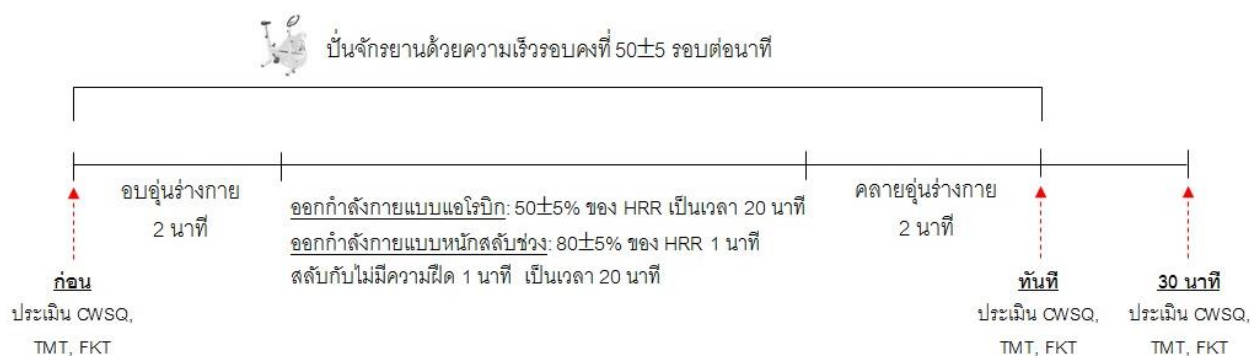 ปั่นจักรยานด้วยความเร็วรอบคงที่ 50±5 รอบต่อนาที
อบอุ่นร่างกาย
2 นาที
ออกกำลังกายแบบแอโรบิก: 50±5% ของ HRR เป็นเวลา 20 นาที
ออกกำลังกายแบบหนักสลับช่วง: 80±5% ของ HRR 1 นาที
สลับกับไม่มีความฝืด 1 นาที เป็นเวลา 20 นาที
คลายอุ่นร่างกาย
2 นาที
ก่อน
ประเมิน CWSQ,
TMT, FKT
ทันที
ประเมิน CWSQ,
TMT, FKT
30 นาที
ประเมิน CWSQ,
TMT, FKT